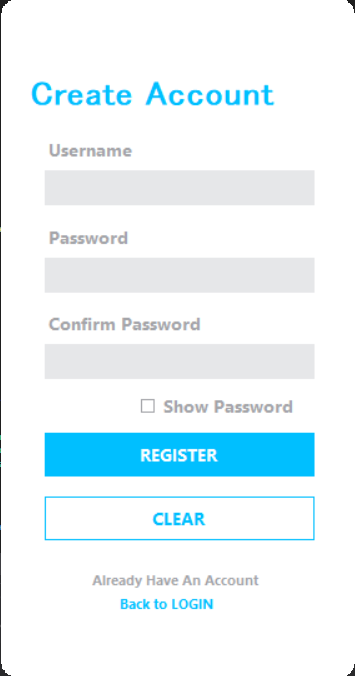 Create Account
Username
Password
Confirm Password
Show Password
REGISTER
CLEAR
Already Have An Account
Back to LOGIN